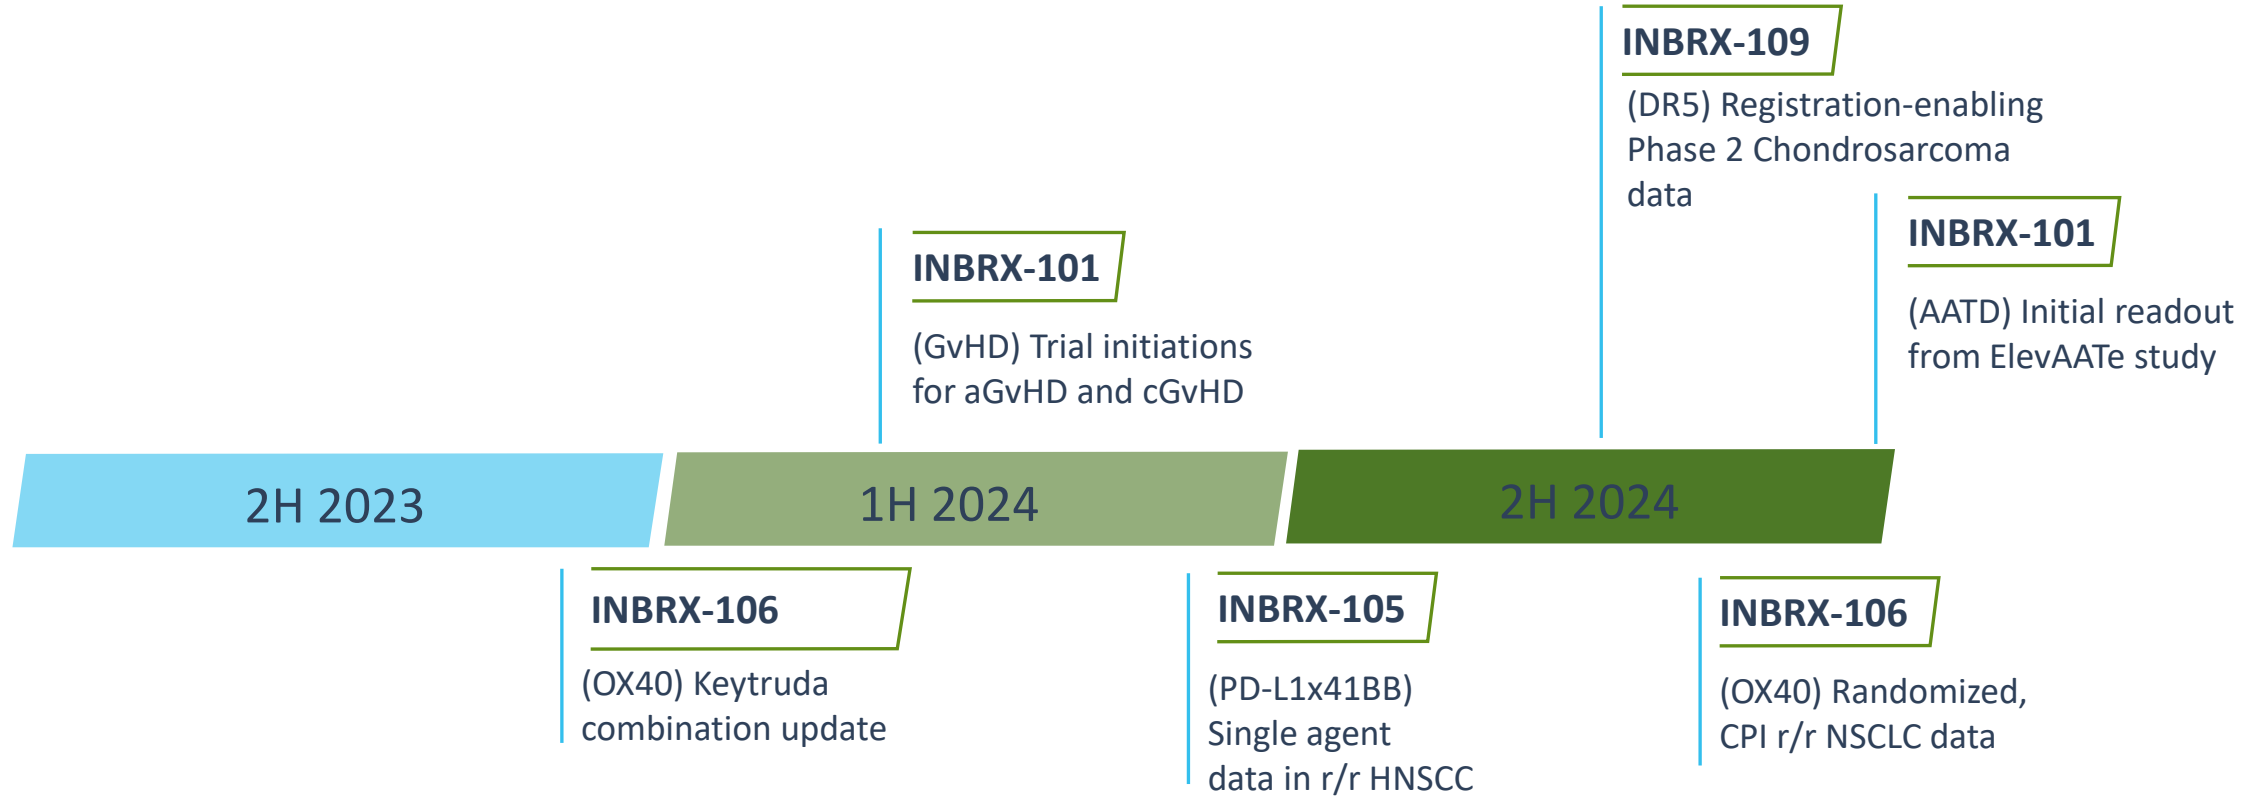 INBRX-109
(DR5) Registration-enabling
Phase 2 Chondrosarcoma
data
INBRX-101
(AATD) Initial readout
from ElevAATe study
INBRX-101
(GvHD) Trial initiations
for aGvHD and cGvHD
2H 2023
1H 2024
2H 2024
INBRX-106
(OX40) Keytruda
combination update
INBRX-105
(PD-L1x41BB)
Single agent
data in r/r HNSCC
INBRX-106
(OX40) Randomized,
CPI r/r NSCLC data